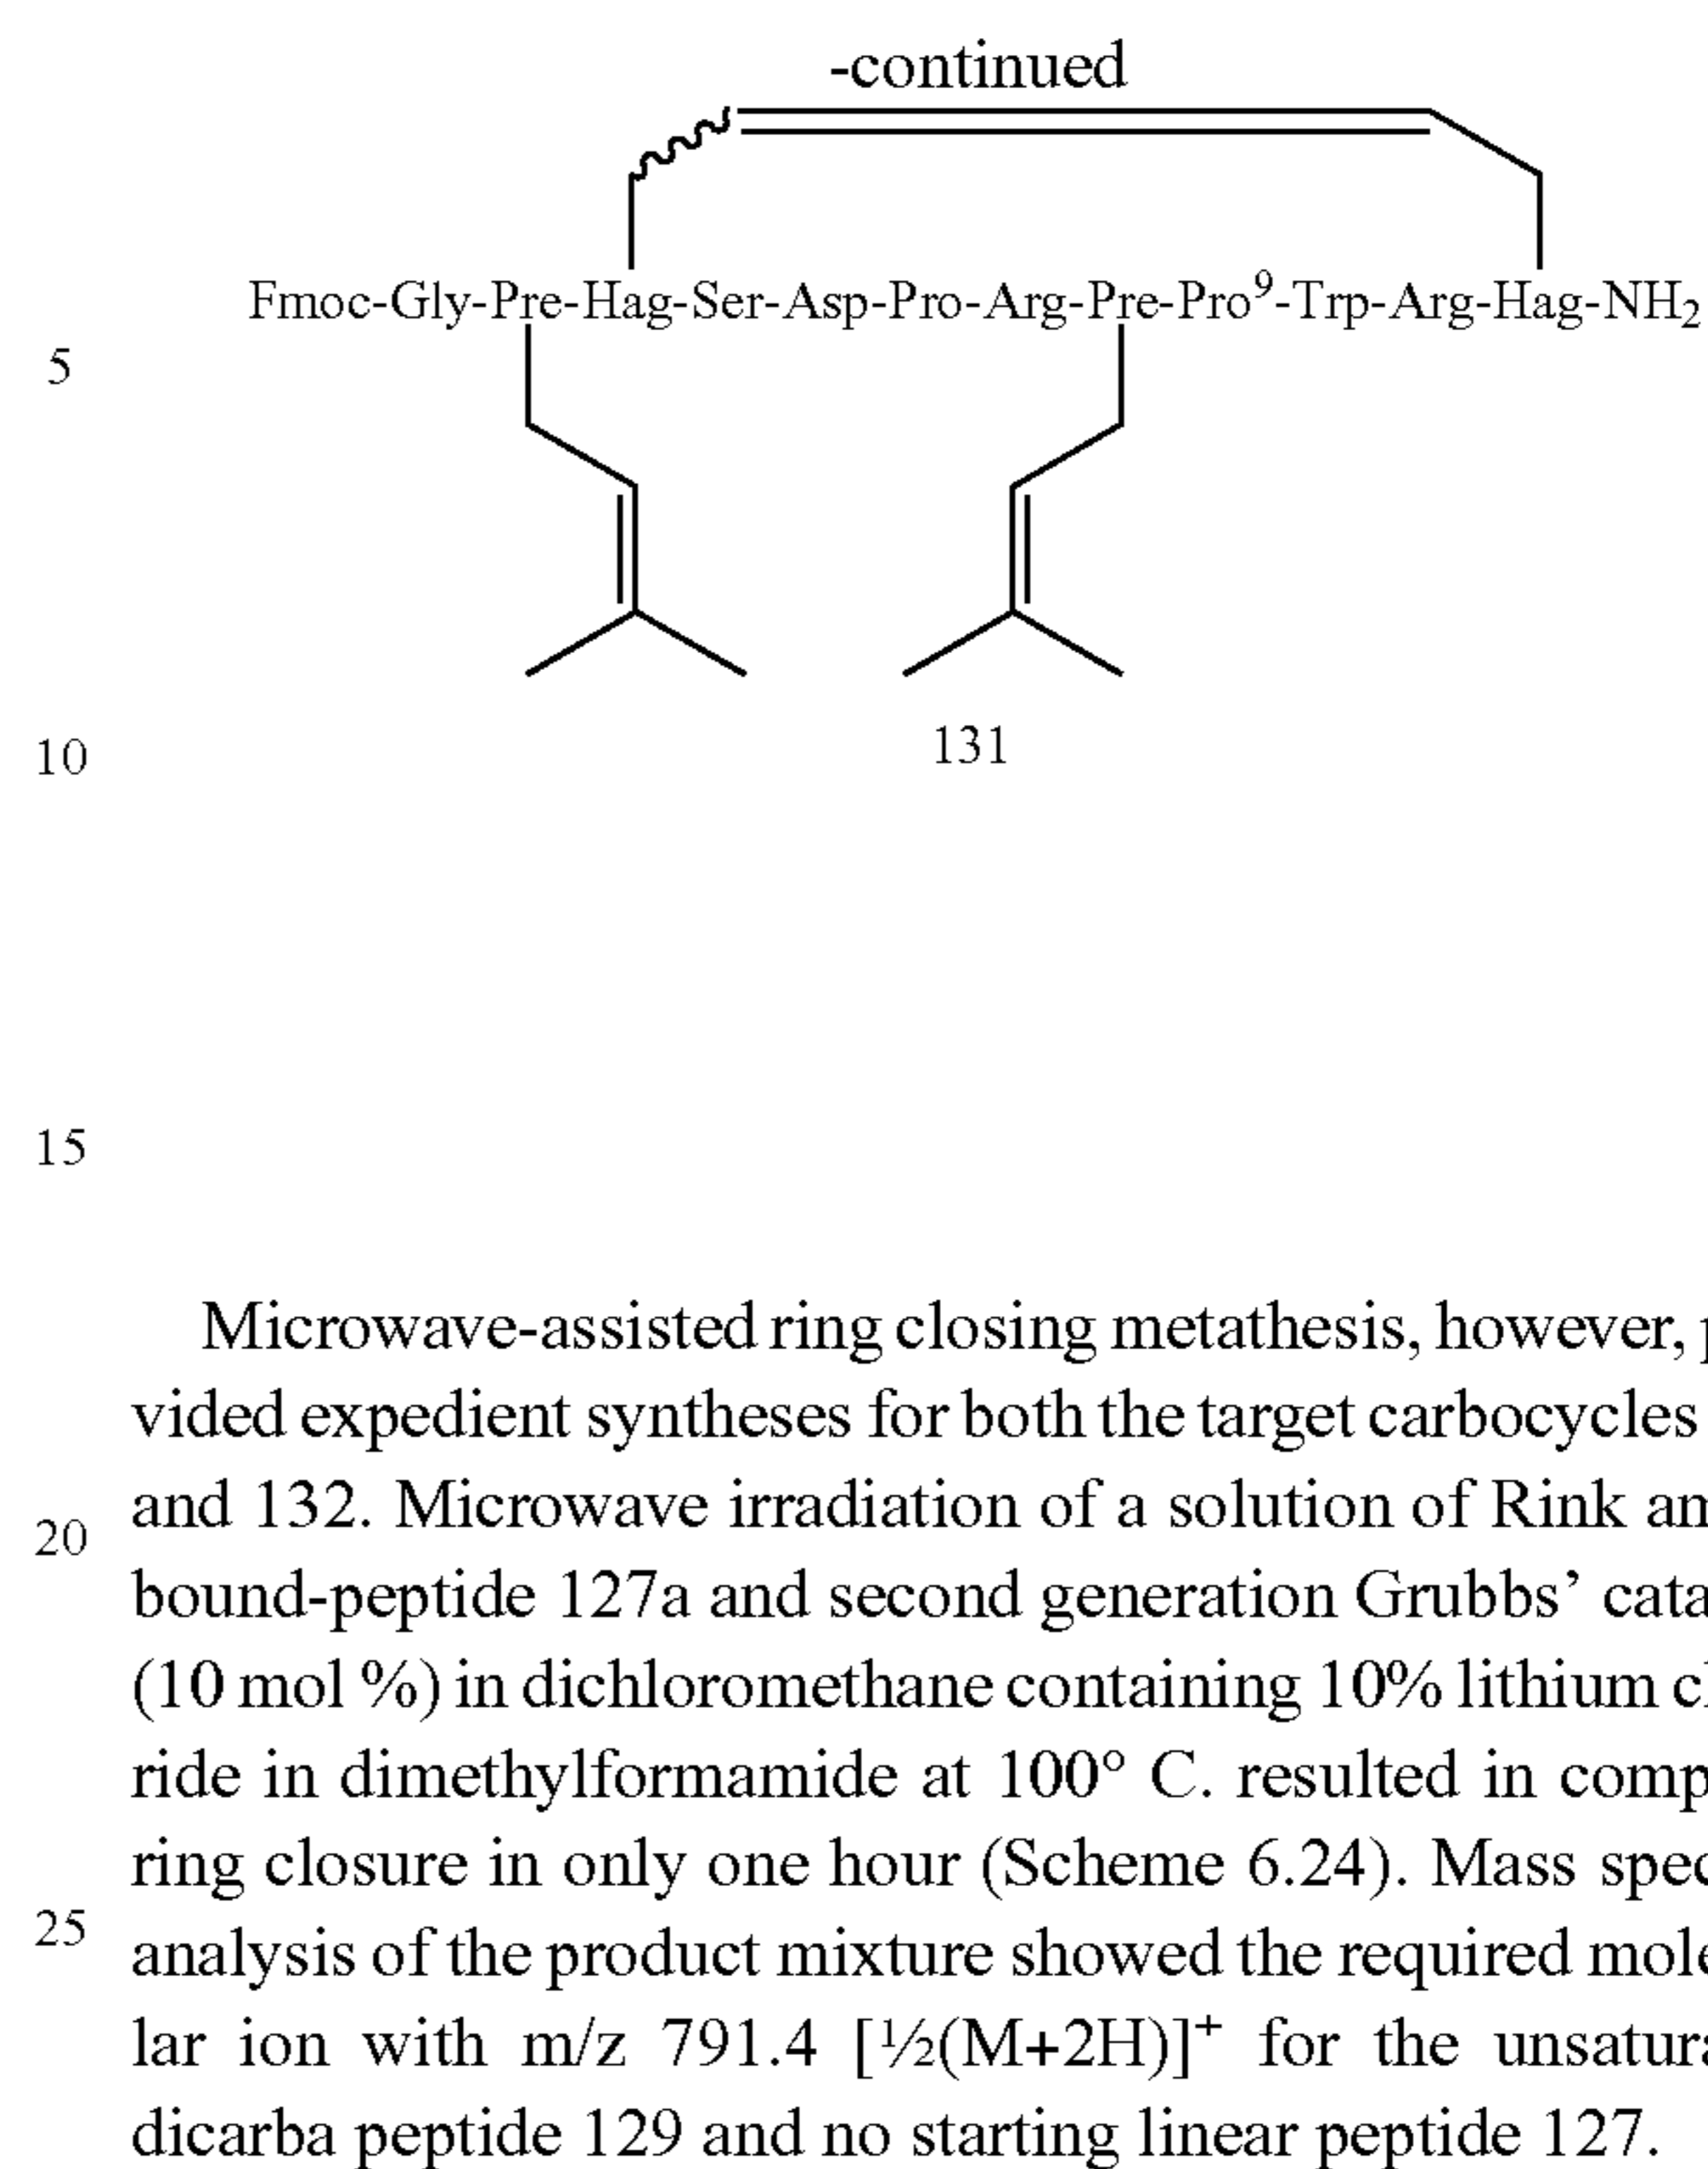 -continued
Fmoc-Gly-Pre-Hag-Ser-Asp-Pro-Arg-Pre-Pro⁹-Trp-Arg-Hag-NH₂
5
10
131
15
Microwave-assisted ring closing metathesis, however,
vided expedient syntheses for both the target carbocycles
and 132. Microwave irradiation of a solution of Rink
20
bound-peptide 127a and second generation Grubbs’
(10 mol %) in dichloromethane containing 10% lithium
ride in dimethylformamide at 100° C. resulted in
ring closure in only one hour (Scheme 6.24). Mass
25
analysis of the product mixture showed the required
lar ion with m/z 791.4 [½(M+2H)]⁺ for the
dicarba peptide 129 and no starting linear peptide 127.